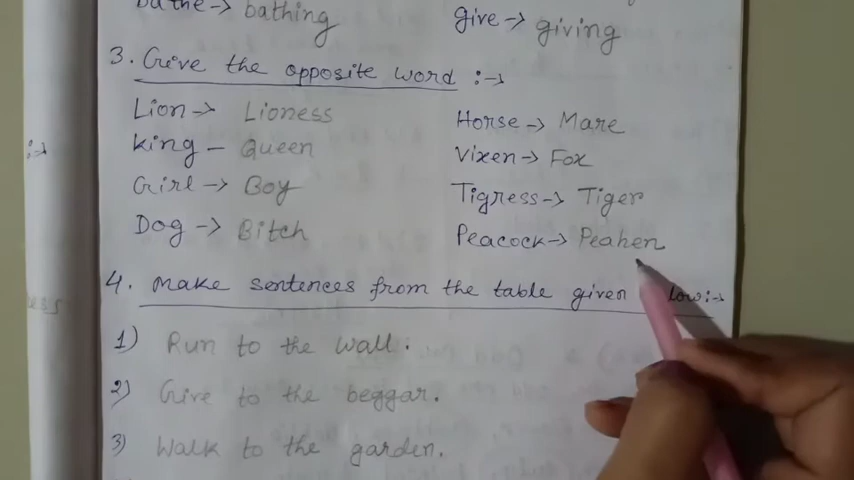 bathe-> bathing give-> giving
3. Give the opposite word :->
Lion-> Lioness Horse-> Mare
King- Queen Vixen-> Fox
Girl-> Boy Tigress-> Tiger
Dog-> Bitch Peacock-> Peahen
4. Make sentences from the table given low:->
1) Run to the wall.
2) Give to the beggar.
3) Walk to the garden.